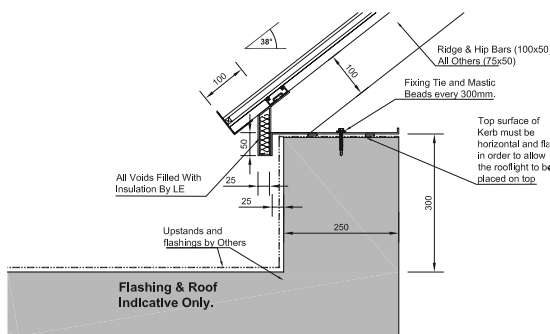 38°
100
Ridge & Hip Bars (100x50)
All Others (75x50)
100
Fixing Tie and Mastic
Beads every 300mm.
Top surface of
Kerb must be
horizontal and fla
in order to allow
the rooflight to be
placed on top
50
All Voids Filled With
Insulation By LE
25
25
300
250
Upstands and
flashings by Others
Flashing & Roof
Indicative Only.